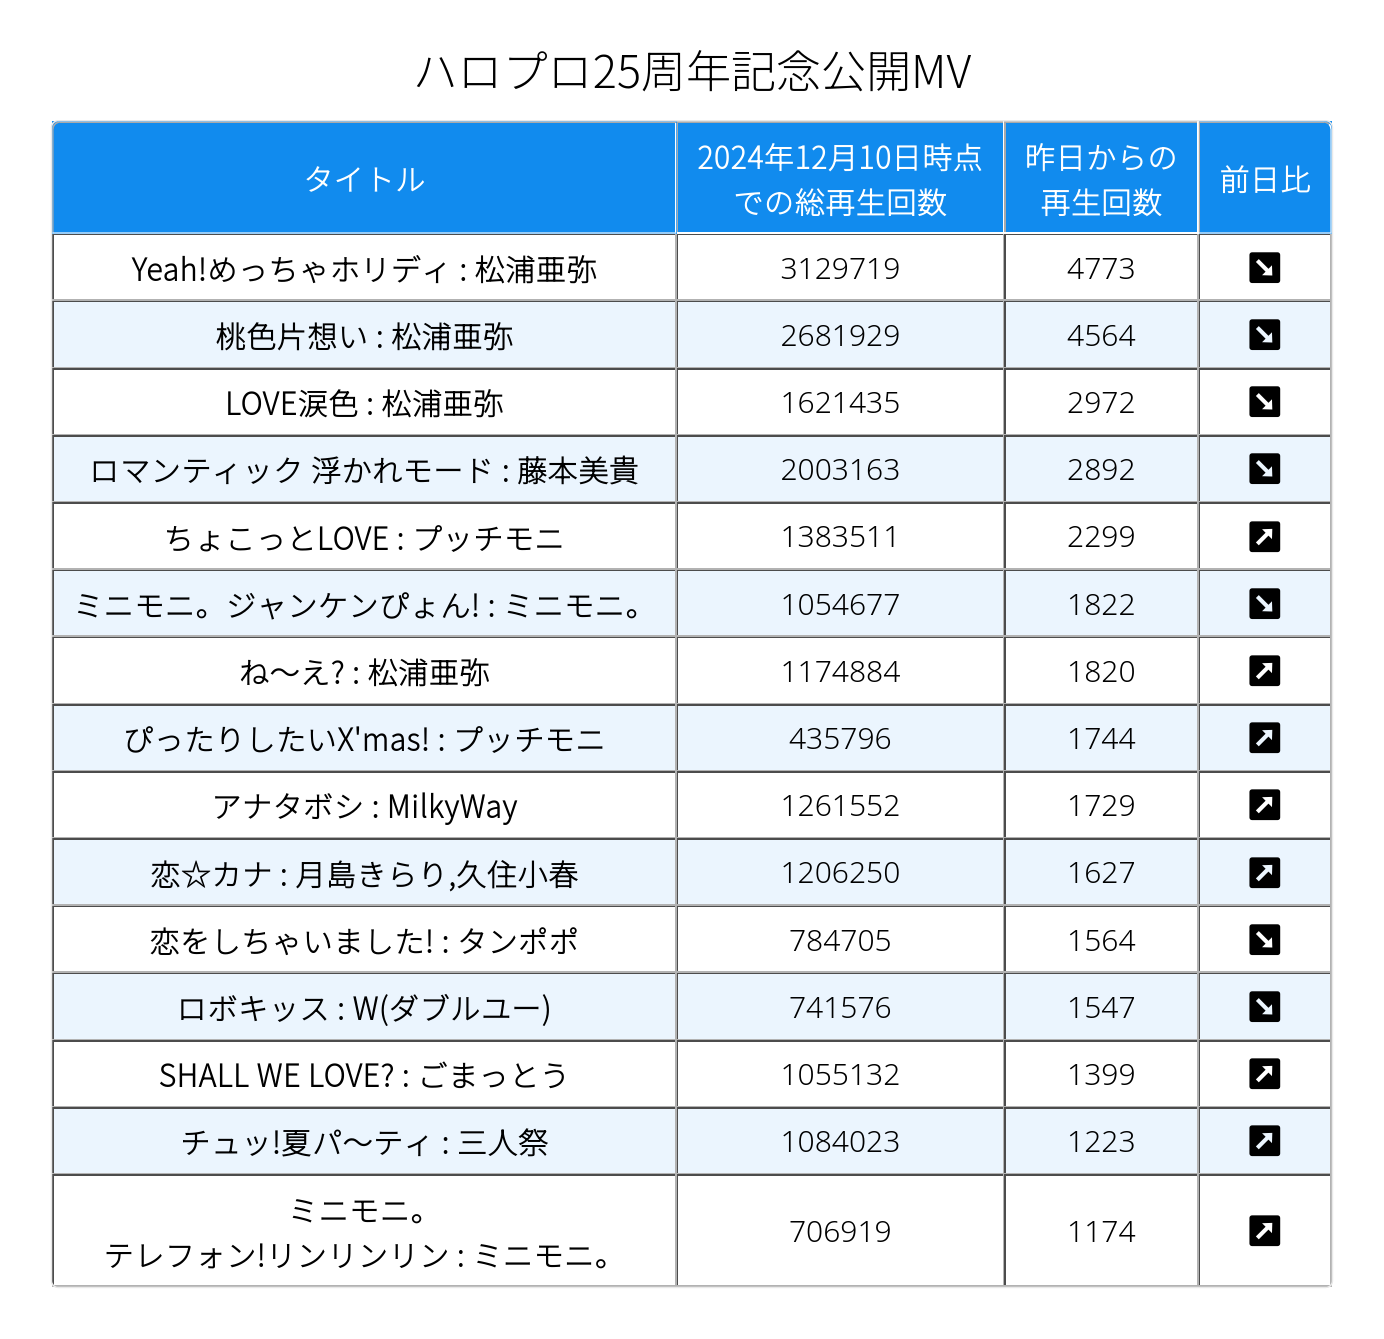 ハロプロ25周年記念公開MV
タイトル
2024年12月10日時点
での総再生回数
昨日からの
再生回数
前日比
Yeah!めっちゃホリディ : 松浦亜弥 3129719 4773 ↘
桃色片想い : 松浦亜弥 2681929 4564 ↘
LOVE涙色 : 松浦亜弥 1621435 2972 ↘
ロマンティック 浮かれモード : 藤本美貴 2003163 2892 ↘
ちょこっとLOVE : プッチモニ 1383511 2299 ↗
ミニモニ。ジャンケンぴょん! : ミニモニ。 1054677 1822 ↘
ね～え? : 松浦亜弥 1174884 1820 ↗
ぴったりしたいX'mas! : プッチモニ 435796 1744 ↗
アナタボシ : MilkyWay 1261552 1729 ↗
恋☆カナ : 月島きらり,久住小春 1206250 1627 ↗
恋をしちゃいました! : タンポポ 784705 1564 ↘
ロボキッス : W(ダブルユー) 741576 1547 ↘
SHALL WE LOVE? : ごまっとう 1055132 1399 ↗
チュッ!夏パ～ティ : 三人祭 1084023 1223 ↗
ミニモニ。
テレフォン!リンリンリン : ミニモニ。 706919 1174 ↗